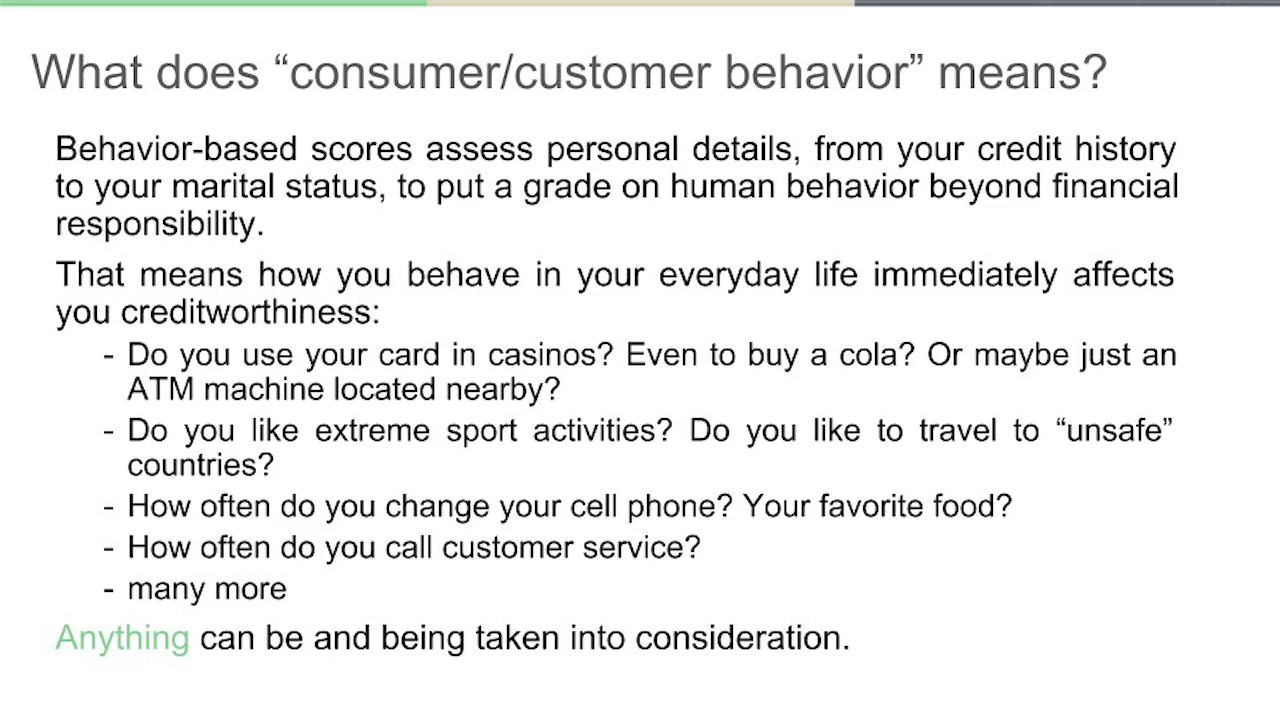 What does “consumer/customer behavior” means?
Behavior-based scores assess personal details, from your credit history
to your marital status, to put a grade on human behavior beyond financial
responsibility.
That means how you behave in your everyday life immediately affects
you creditworthiness:
- Do you use your card in casinos? Even to buy a cola? Or maybe just an
ATM machine located nearby?
- Do you like extreme sport activities? Do you like to travel to “unsafe”
countries?
- How often do you change your cell phone? Your favorite food?
- How often do you call customer service?
- many more
Anything can be and being taken into consideration.